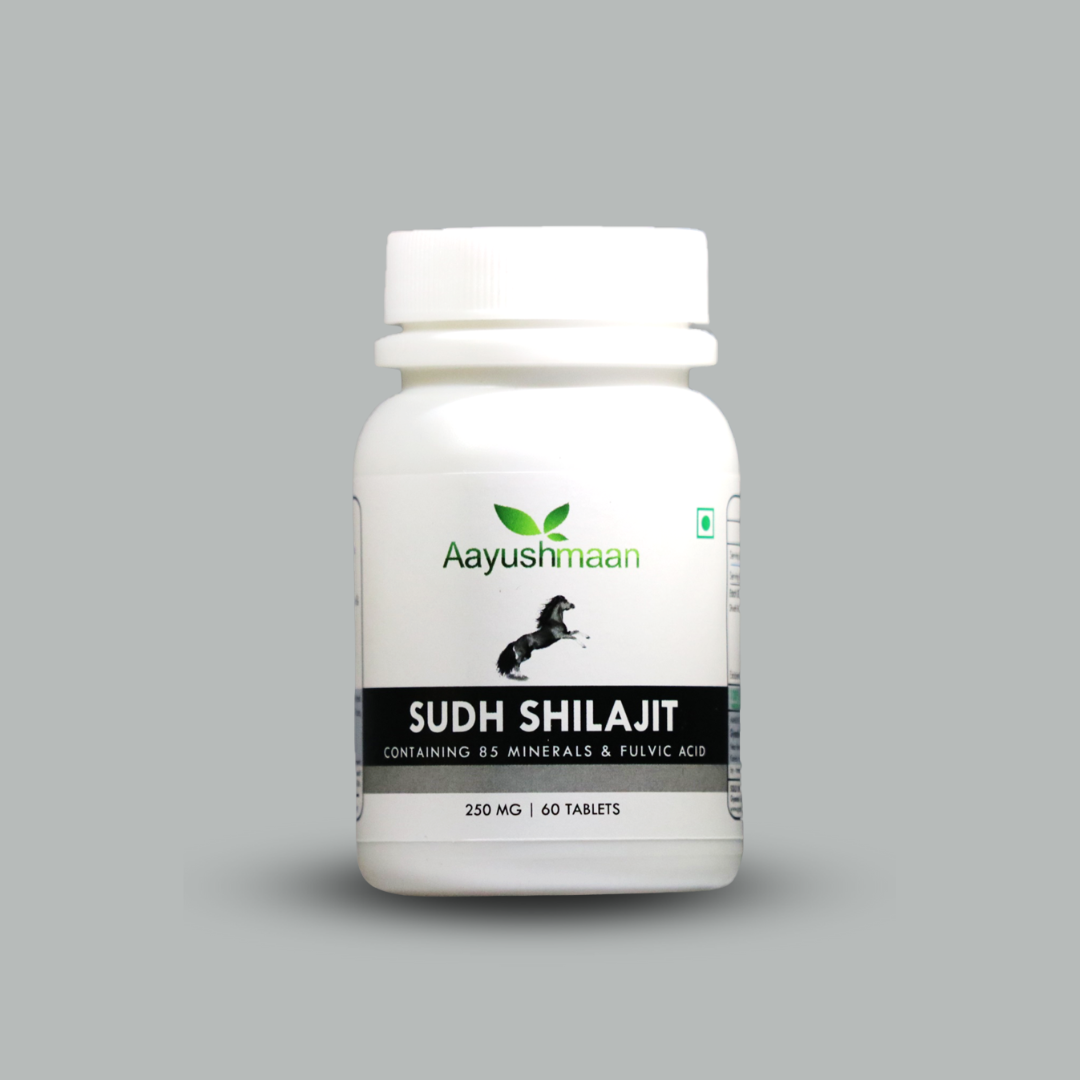 Aayushmaan
SUDH SHILAJIT
CONTAINING 85 MINERALS & FULVIC ACID
250 MG | 60 TABLETS